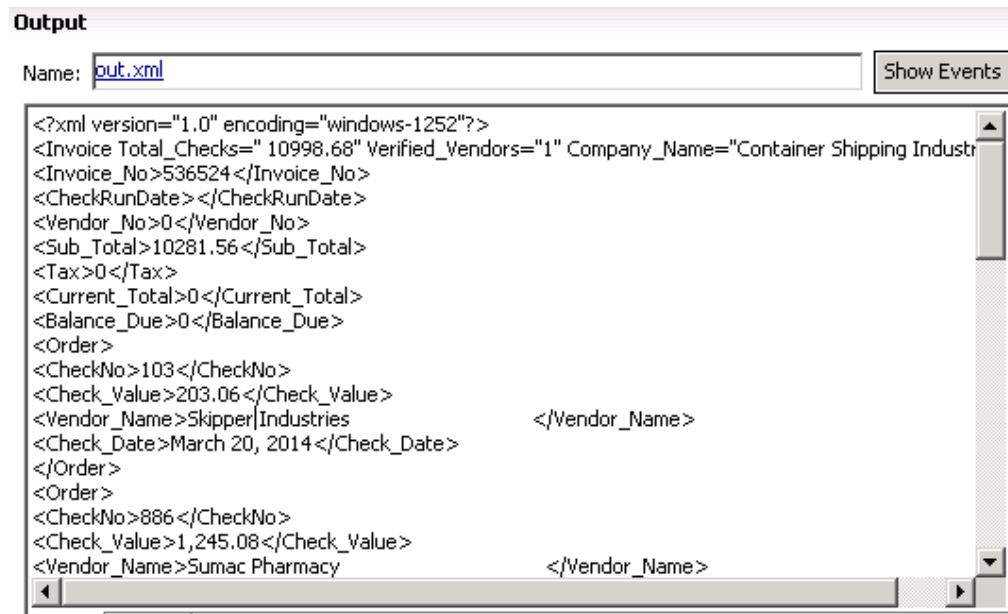 Output
Name: out.xml Show Events
<?xml version="1.0" encoding="windows-1252"?>
<Invoice Total_Checks=" 10998.68" Verified_Vendors="1" Company_Name="Container Shipping Industr
<Invoice_No>536524</Invoice_No>
<CheckRunDate></CheckRunDate>
<Vendor_No>0</Vendor_No>
<Sub_Total>10281.56</Sub_Total>
<Tax>0</Tax>
<Current_Total>0</Current_Total>
<Balance_Due>0</Balance_Due>
<Order>
<CheckNo>103</CheckNo>
<Check_Value>203.06</Check_Value>
<Vendor_Name>Skipper Industries </Vendor_Name>
<Check_Date>March 20, 2014</Check_Date>
</Order>
<Order>
<CheckNo>886</CheckNo>
<Check_Value>1,245.08</Check_Value>
<Vendor_Name>Sumac Pharmacy </Vendor_Name>